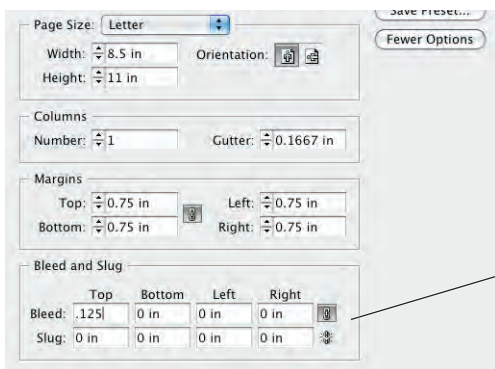 Save Preset...
Page Size: Letter
Fewer Options
Width: 8.5 in Orientation:
Height: 11 in
Columns
Number: 1 Gutter: 0.1667 in
Margins
Top: 0.75 in Left: 0.75 in
Bottom: 0.75 in Right: 0.75 in
Bleed and Slug
Top Bottom Left Right
Bleed: .125 0 in 0 in 0 in
Slug: 0 in 0 in 0 in 0 in